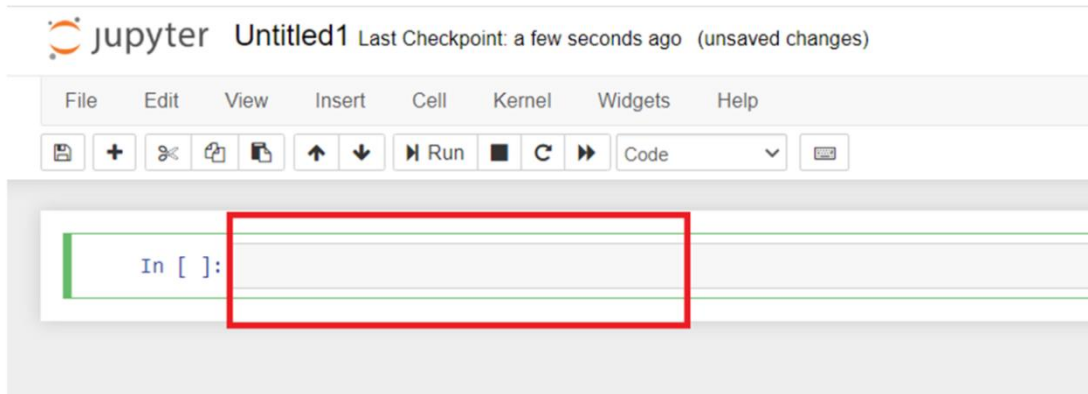 jupyter Untitled1 Last Checkpoint: a few seconds ago (unsaved changes)
File Edit View Insert Cell Kernel Widgets Help
Run Code
In [ ]: